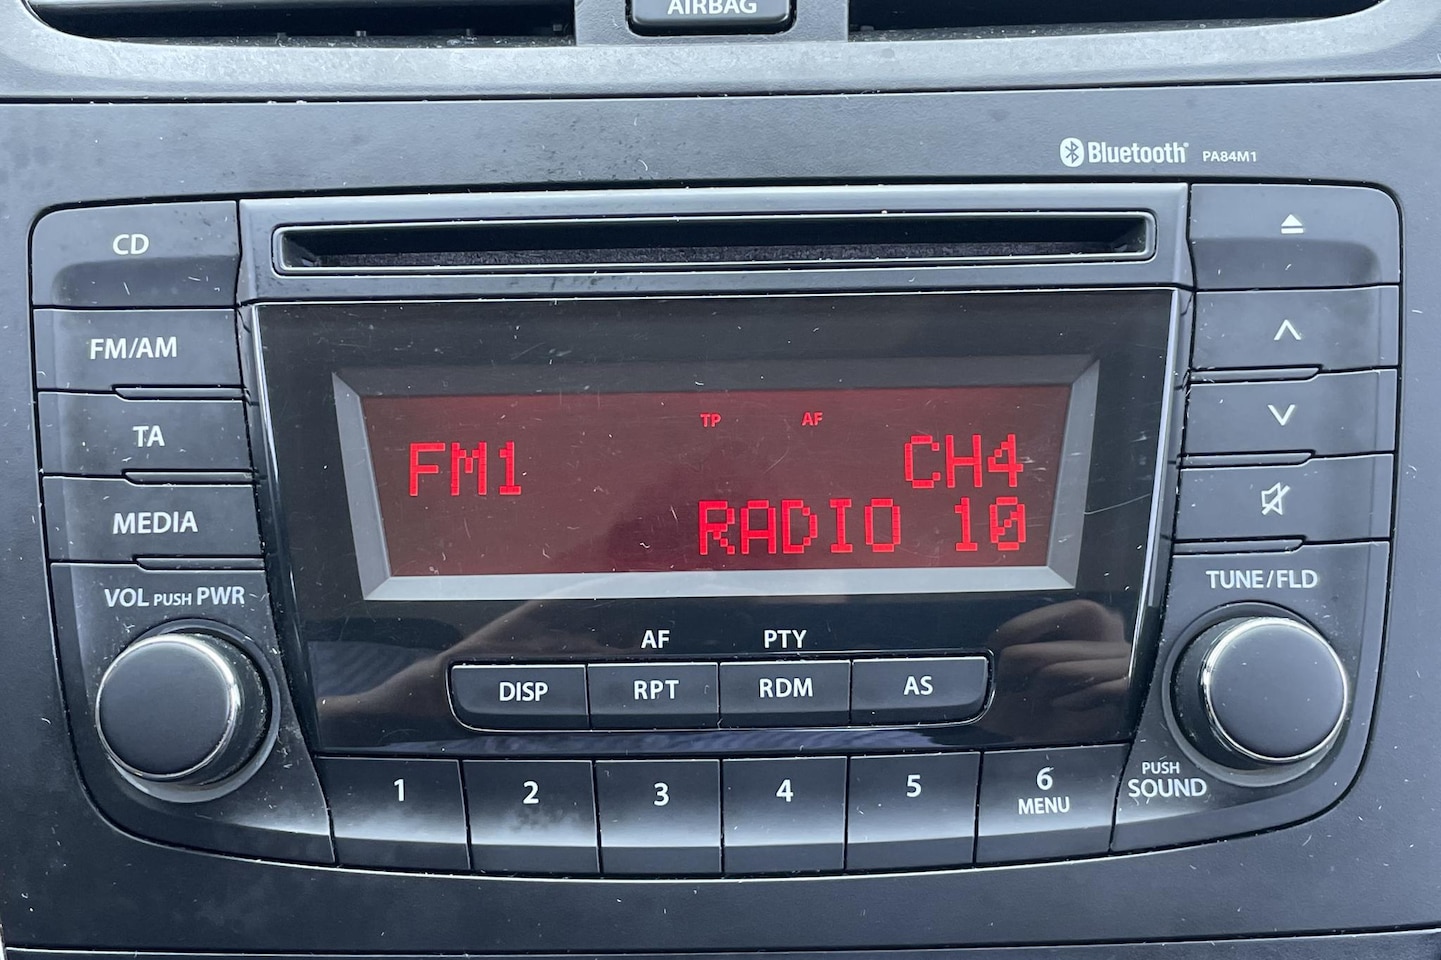 AIRBAG
Bluetooth PA84M1
CD
FM/AM
TA
MEDIA
VOL PUSH PWR
TP AF
FM1 CH4
RADIO 10
TUNE/FLD
AF PTY
DISP RPT RDM AS
1 2 3 4 5 6
MENU
PUSH
SOUND